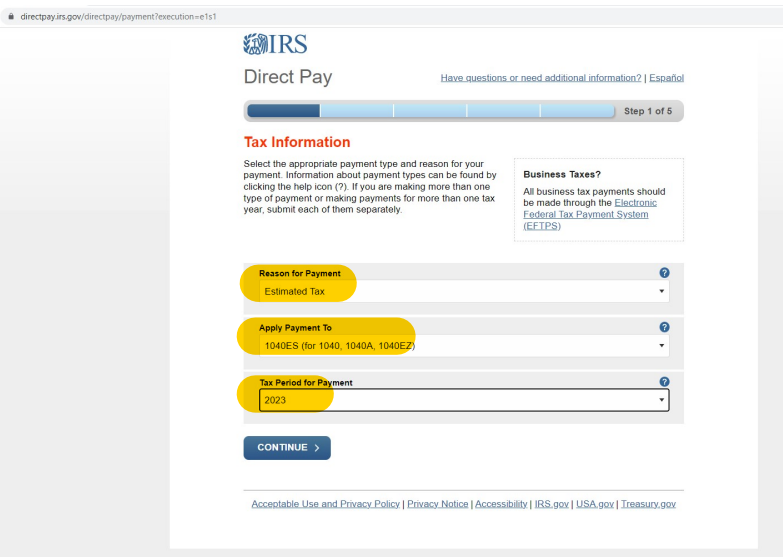 directpay.irs.gov/directpay/payment?execution=e1s1
IRS
Direct Pay
Have questions or need additional information? | Español
Step 1 of 5
Tax Information
Select the appropriate payment type and reason for your
payment. Information about payment types can be found by
clicking the help icon (?). If you are making more than one
type of payment or making payments for more than one tax
year, submit each of them separately.
Business Taxes?
All business tax payments should
be made through the Electronic
Federal Tax Payment System
(EFTPS)
Reason for Payment
?
Estimated Tax
Apply Payment To
?
1040ES (for 1040, 1040A, 1040EZ)
Tax Period for Payment
?
2023
CONTINUE >
Acceptable Use and Privacy Policy | Privacy Notice | Accessibility | IRS.gov | USA.gov | Treasury.gov